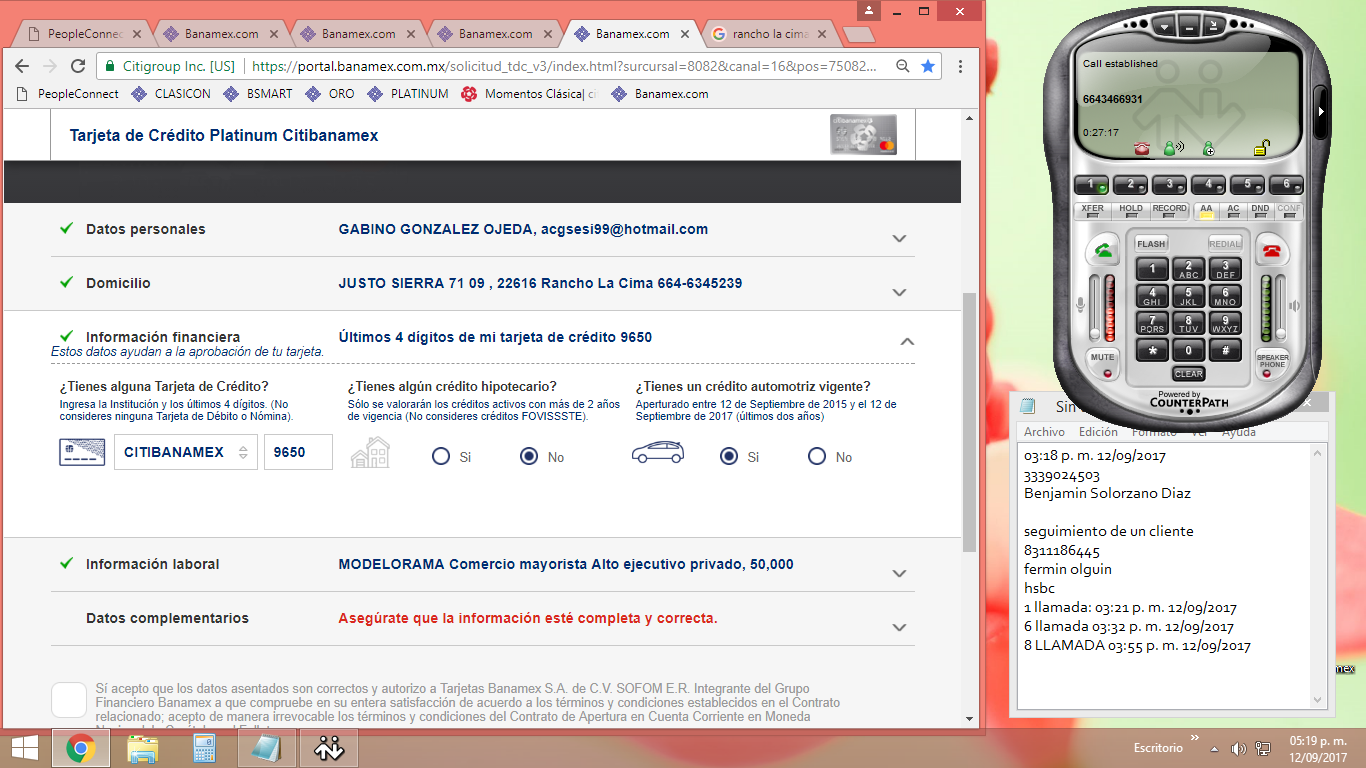 PeopleConnec
Banamex.com
Banamex.com
Banamex.com
Banamex.com
rancho la cima
Citigroup Inc. [US]
https://portal.banamex.com.mx/solicitud_tdc_v3/index.html?surcursal=8082&canal=16&pos=75082...
PeopleConnect
CLASICON
BSMART
ORO
PLATINUM
Momentos Clásica| ci
Banamex.com
Tarjeta de Crédito Platinum Citibanamex
Datos personales
GABINO GONZALEZ OJEDA, acgsesi99@hotmail.com
Domicilio
JUSTO SIERRA 71 09 , 22616 Rancho La Cima 664-6345239
Información financiera
Últimos 4 dígitos de mi tarjeta de crédito 9650
Estos datos ayudan a la aprobación de tu tarjeta.
¿Tienes alguna Tarjeta de Crédito?
Ingresa la Institución y los últimos 4 dígitos. (No
consideres ninguna Tarjeta de Débito o Nómina).
CITIBANAMEX
9650
¿Tienes algún crédito hipotecario?
Sólo se valorarán los créditos activos con más de 2 años
de vigencia (No consideres créditos FOVISSSTE).
Si
No
¿Tienes un crédito automotriz vigente?
Aperturado entre 12 de Septiembre de 2015 y el 12 de
Septiembre de 2017 (últimos dos años)
Si
No
Información laboral
MODELORAMA Comercio mayorista Alto ejecutivo privado, 50,000
Datos complementarios
Asegúrate que la información esté completa y correcta.
Sí acepto que los datos asentados son correctos y autorizo a Tarjetas Banamex S.A. de C.V. SOFOM E.R. Integrante del Grupo
Financiero Banamex a que compruebe en su entera satisfacción de acuerdo a los términos y condiciones establecidos en el Contrato
relacionado; acepto de manera irrevocable los términos y condiciones del Contrato de Apertura en Cuenta Corriente en Moneda
Call established
6643466931
0:27:17
1 2 3 4 5 6
XFER HOLD RECORD AA AC DND CONF
FLASH
REDIAL
1
2 ABC
3 DEF
4 GHI
5 JKL
6 MNO
7 PQRS
8 TUV
9 WXYZ
* 0 #
MUTE
CLEAR
SPEAKER
PHONE
Powered by
COUNTERPATH
Sin
Archivo Edición Formato Ver Ayuda
03:18 p. m. 12/09/2017
3339024503
Benjamin Solorzano Diaz
seguimiento de un cliente
8311186445
fermin olguin
hsbc
1 llamada: 03:21 p. m. 12/09/2017
6 llamada 03:32 p. m. 12/09/2017
8 LLAMADA 03:55 p. m. 12/09/2017
nex
Escritorio
05:19 p. m.
12/09/2017